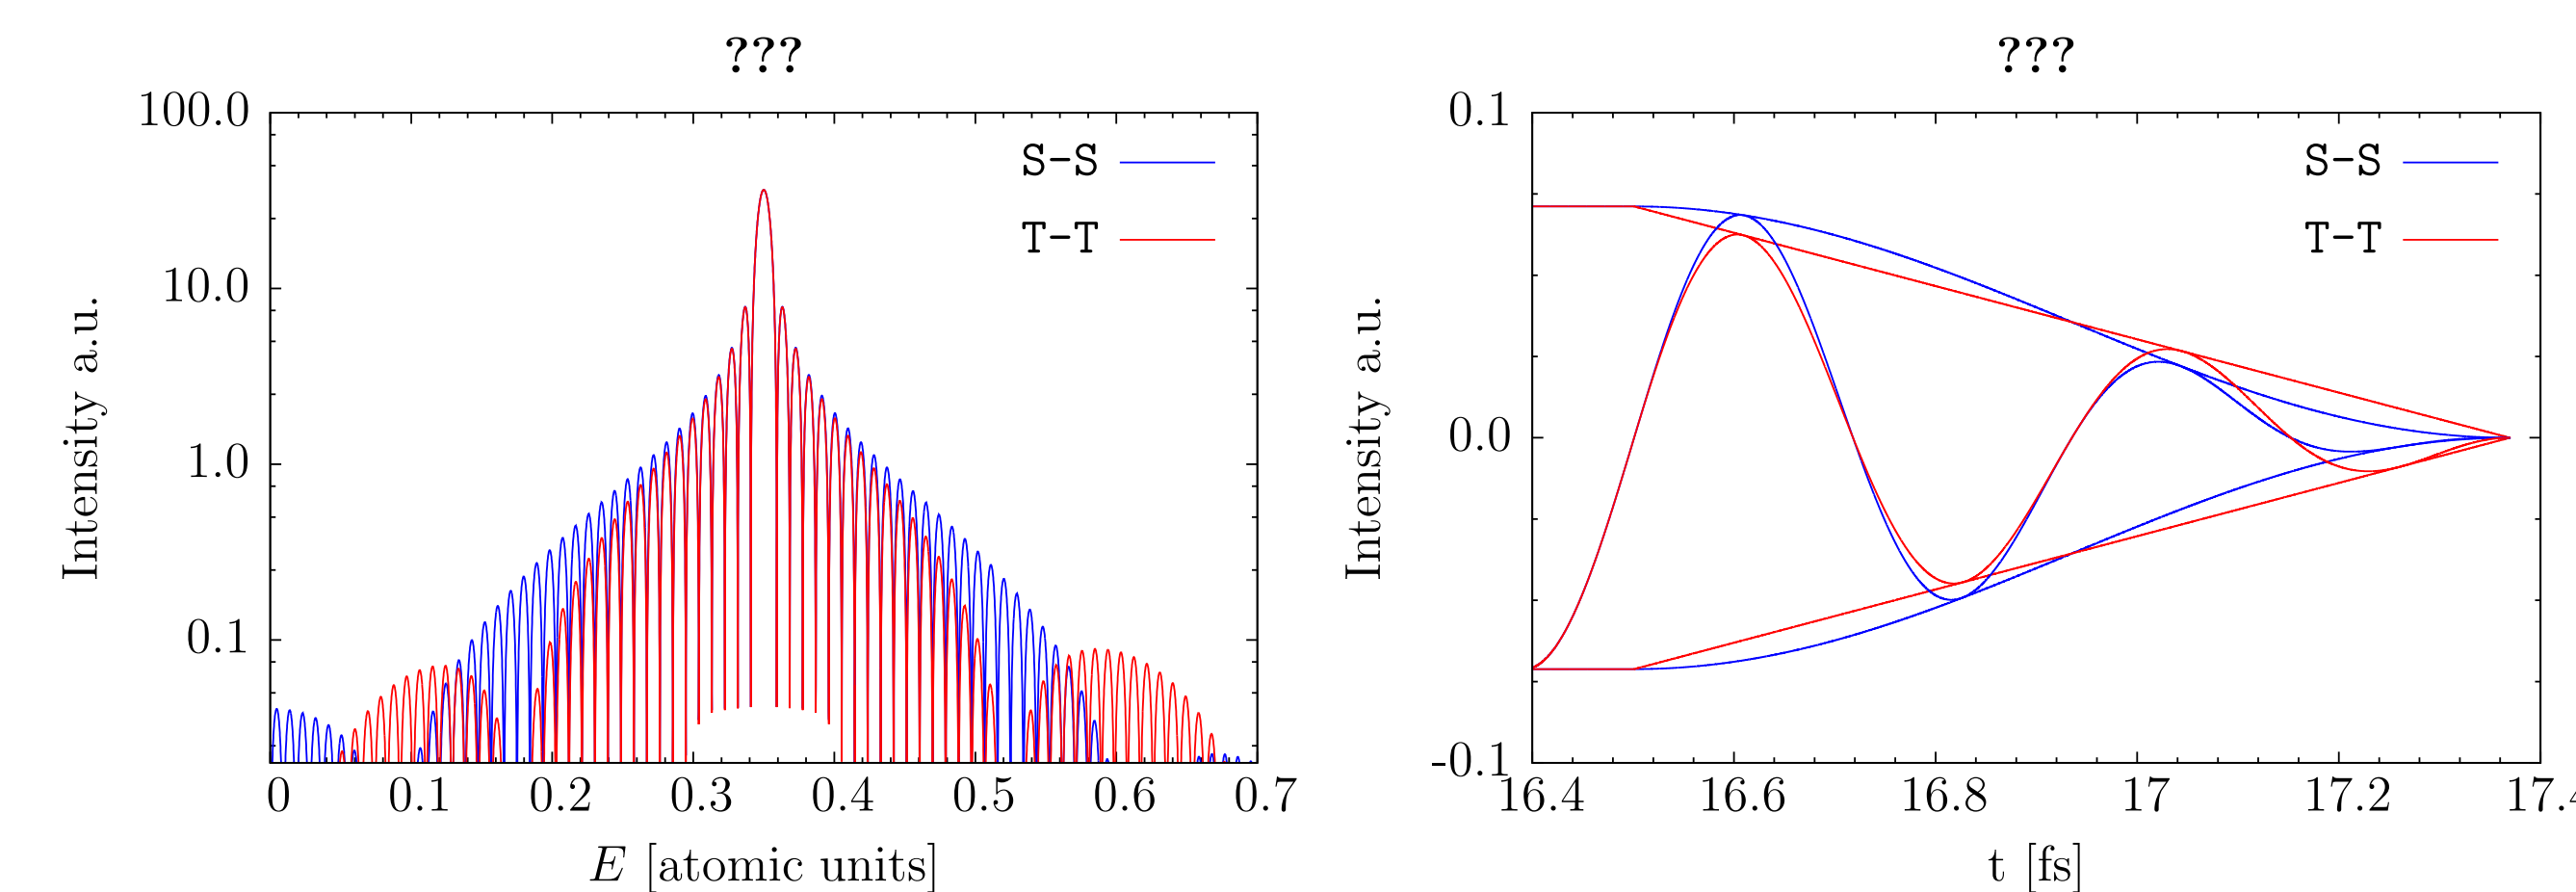 ???
100.0
10.0
1.0
0.1
Intensity a.u.
S-S
T-T
0 0.1 0.2 0.3 0.4 0.5 0.6 0.7
E [atomic units]
???
0.1
0.0
-0.1
Intensity a.u.
S-S
T-T
16.4 16.6 16.8 17 17.2 17.4
t [fs]